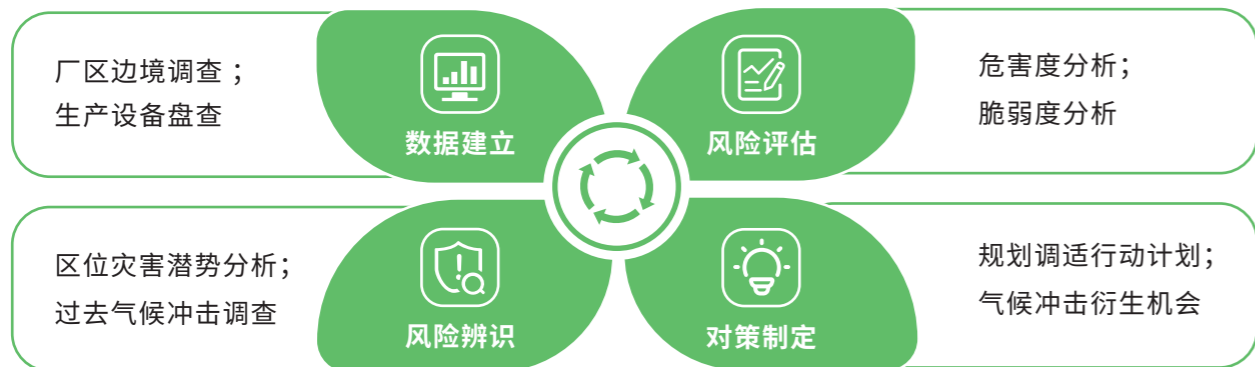 厂区边境调查；
生产设备盘查
数据建立
风险评估
危害度分析；
脆弱度分析
区位灾害潜势分析；
过去气候冲击调查
风险辨识
对策制定
规划调适行动计划；
气候冲击衍生机会